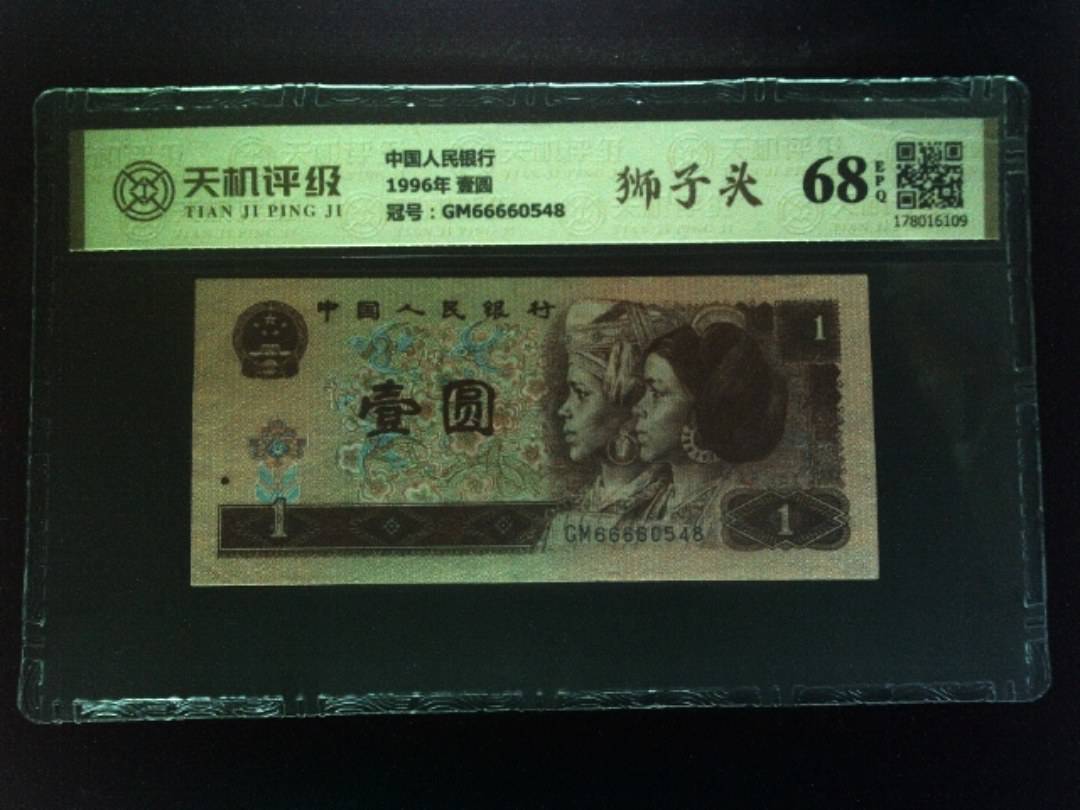 天机评级
TIAN JI PING JI
中国人民银行
1996年 壹圆
冠号：GM66660548
狮子头
68
EPQ
178016109
中国人民银行
壹圆
1
1
1
GM66660548